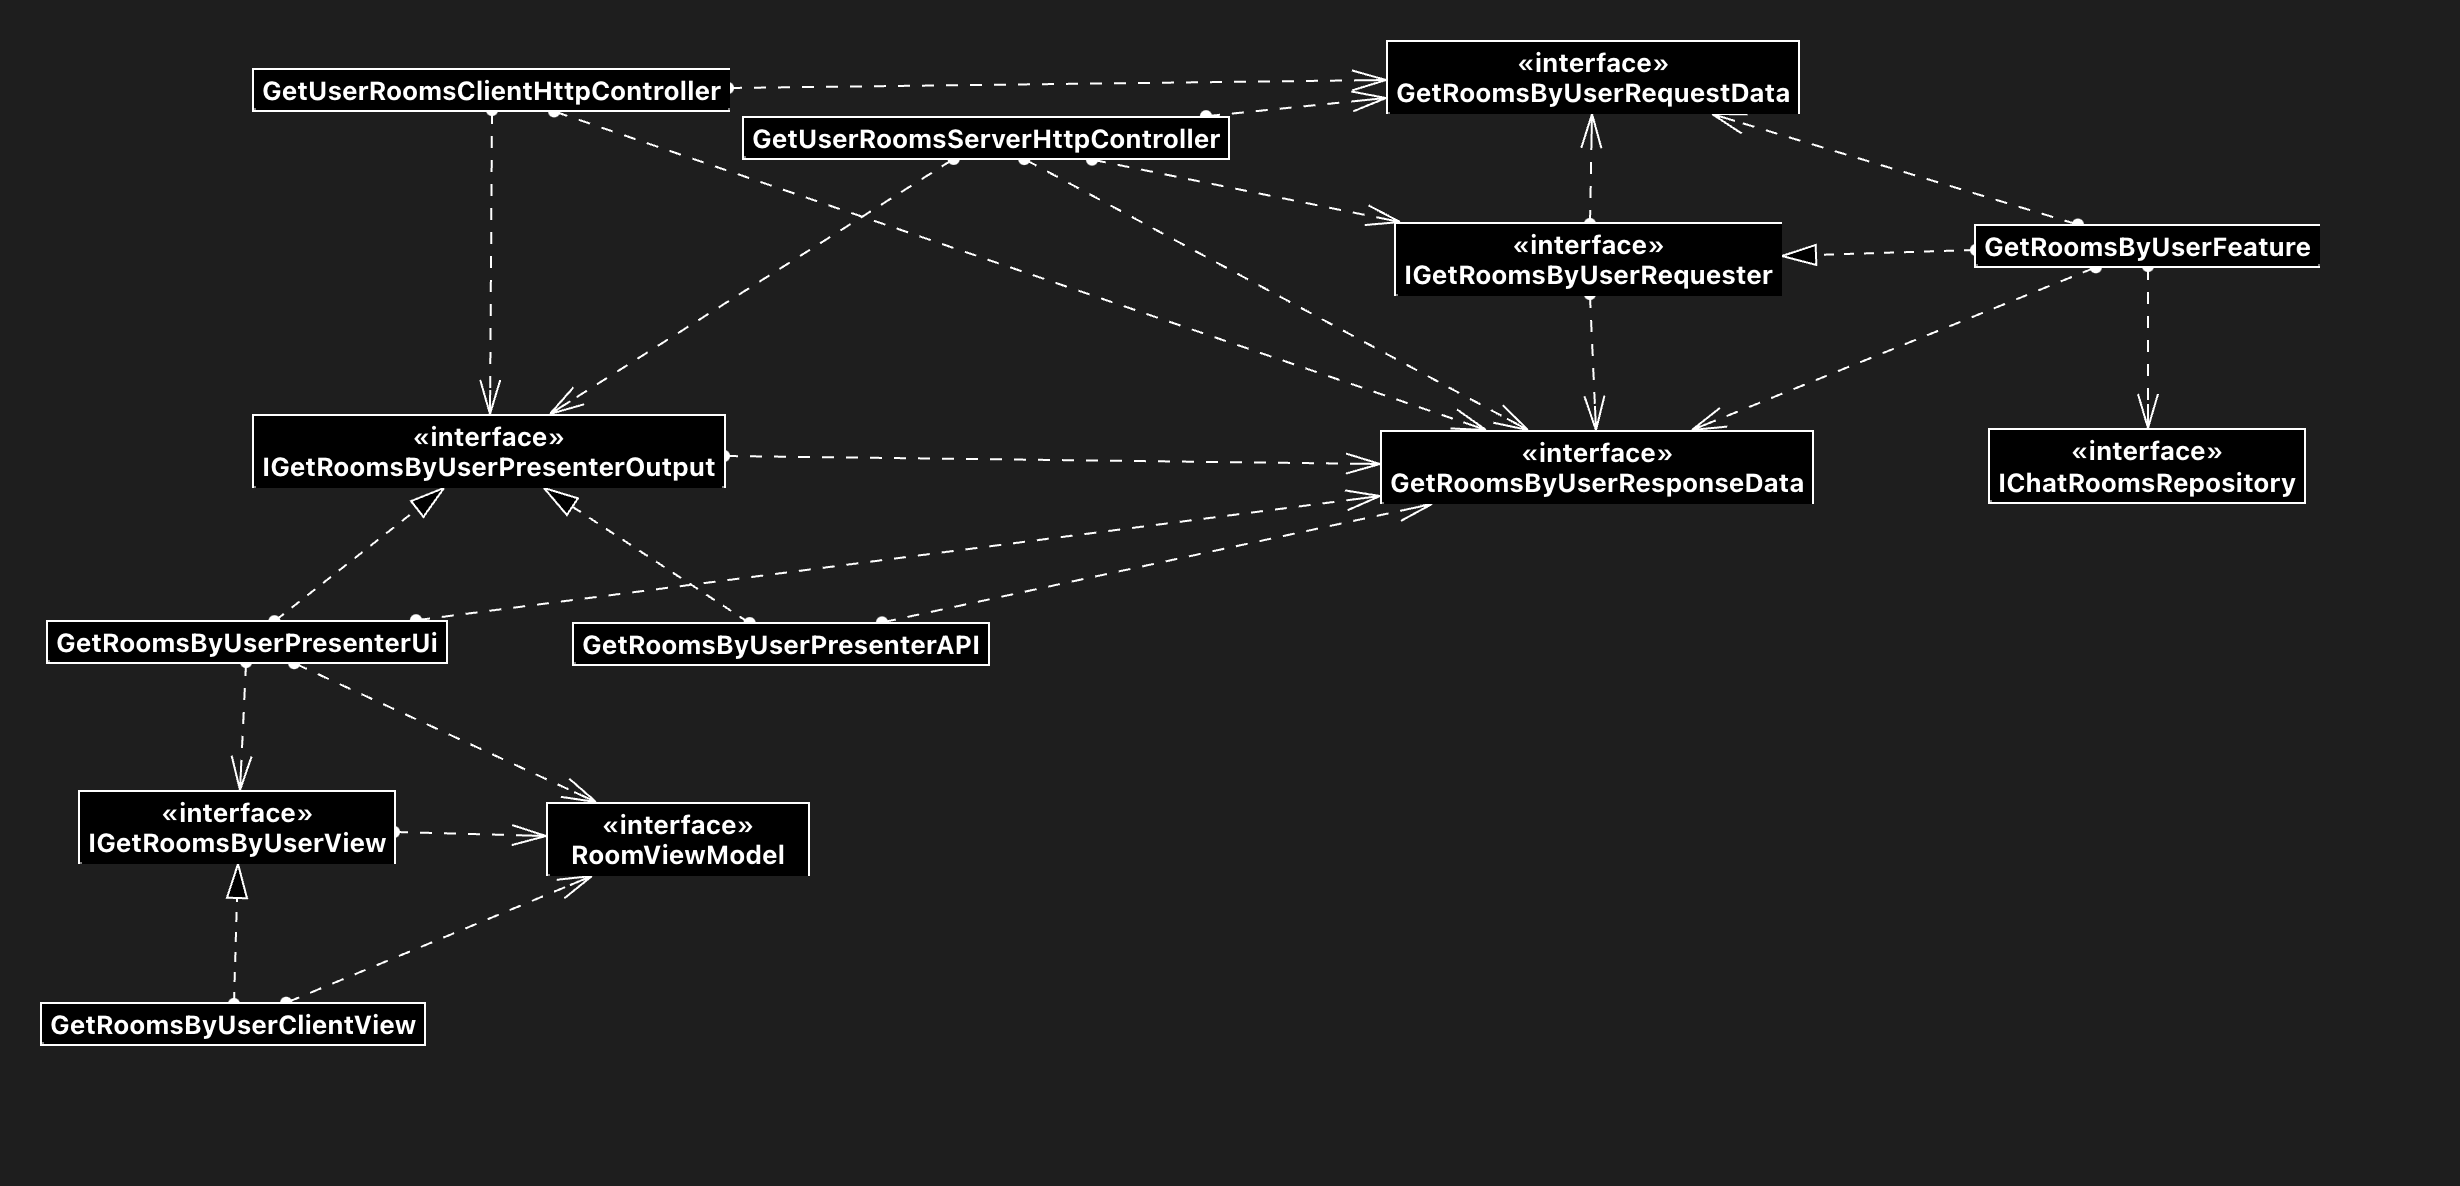 «interface»
GetRoomsByUserRequestData
GetUserRoomsClientHttpController
GetUserRoomsServerHttpController
«interface»
IGetRoomsByUserRequester
GetRoomsByUserFeature
«interface»
IGetRoomsByUserPresenterOutput
«interface»
GetRoomsByUserResponseData
«interface»
IChatRoomsRepository
GetRoomsByUserPresenterUi
GetRoomsByUserPresenterAPI
«interface»
IGetRoomsByUserView
«interface»
RoomViewModel
GetRoomsByUserClientView